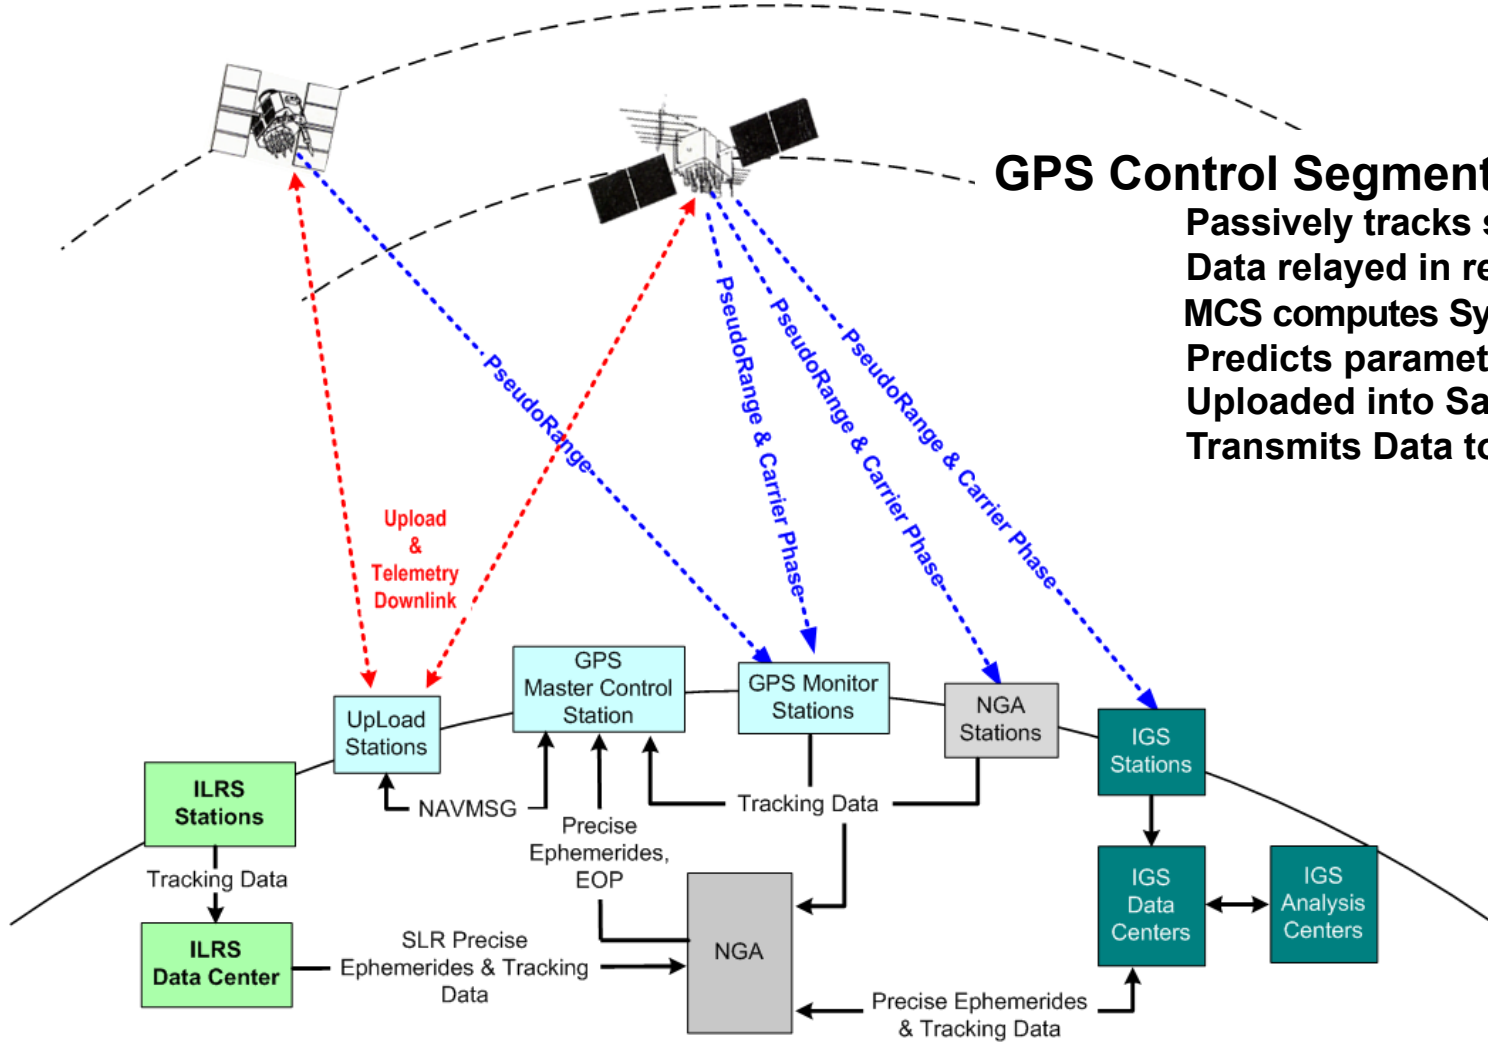 GPS Control Segment
Passively tracks
Data relayed in
MCS computes
Predicts
Uploaded into
Transmits Data
PseudoRange
PseudoRange & Carrier Phase
PseudoRange & Carrier Phase
PseudoRange & Carrier Phase
Upload
&
Telemetry
Downlink
GPS
Master Control
Station
GPS Monitor
Stations
NGA
Stations
UpLoad
Stations
IGS
Stations
ILRS
Stations
NAVMSG
Tracking Data
Precise
Ephemerides,
EOP
Tracking Data
IGS
Data
Centers
IGS
Analysis
Centers
ILRS
Data Center
SLR Precise
Ephemerides & Tracking
Data
NGA
Precise Ephemerides
& Tracking Data